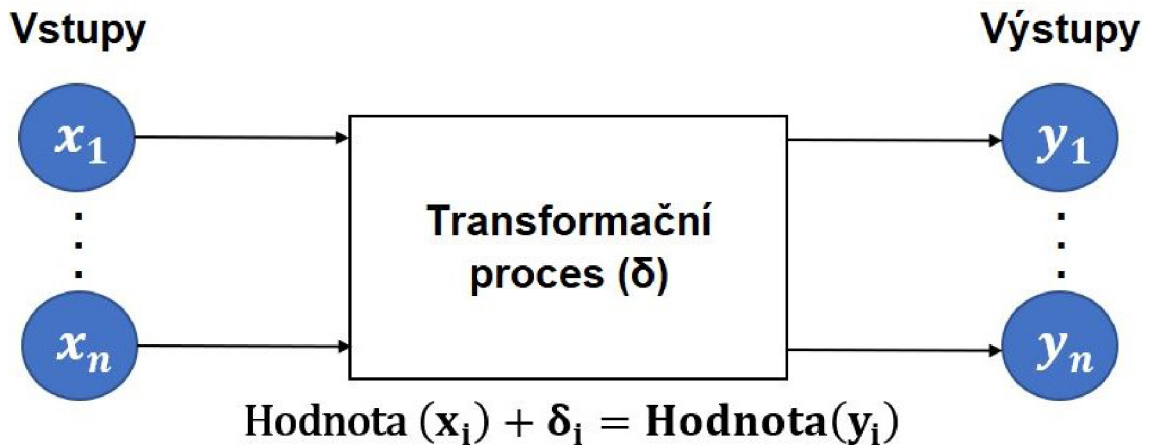 Vstupy
Výstupy
x₁
y₁
Transformační
proces (δ)
xₙ
yₙ
Hodnota (xᵢ) + δᵢ = Hodnota(yᵢ)